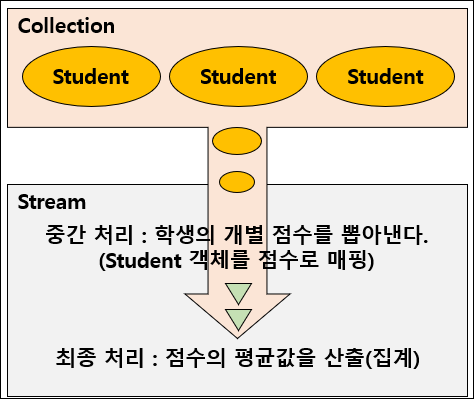 Collection
Student Student Student
Stream
중간 처리 : 학생의 개별 점수를 뽑아낸다.
(Student 객체를 점수로 매핑)
최종 처리 : 점수의 평균값을 산출(집계)